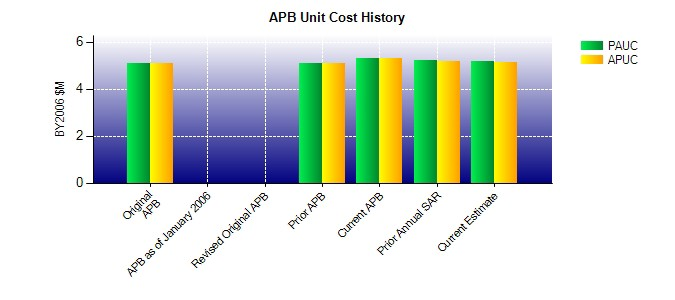 APB Unit Cost History
PAUC
APUC
6
4
2
0
BY2006 $M
Original
APB
APB as of January 2006
Revised Original APB
Prior APB
Current APB
Prior Annual SAR
Current Estimate